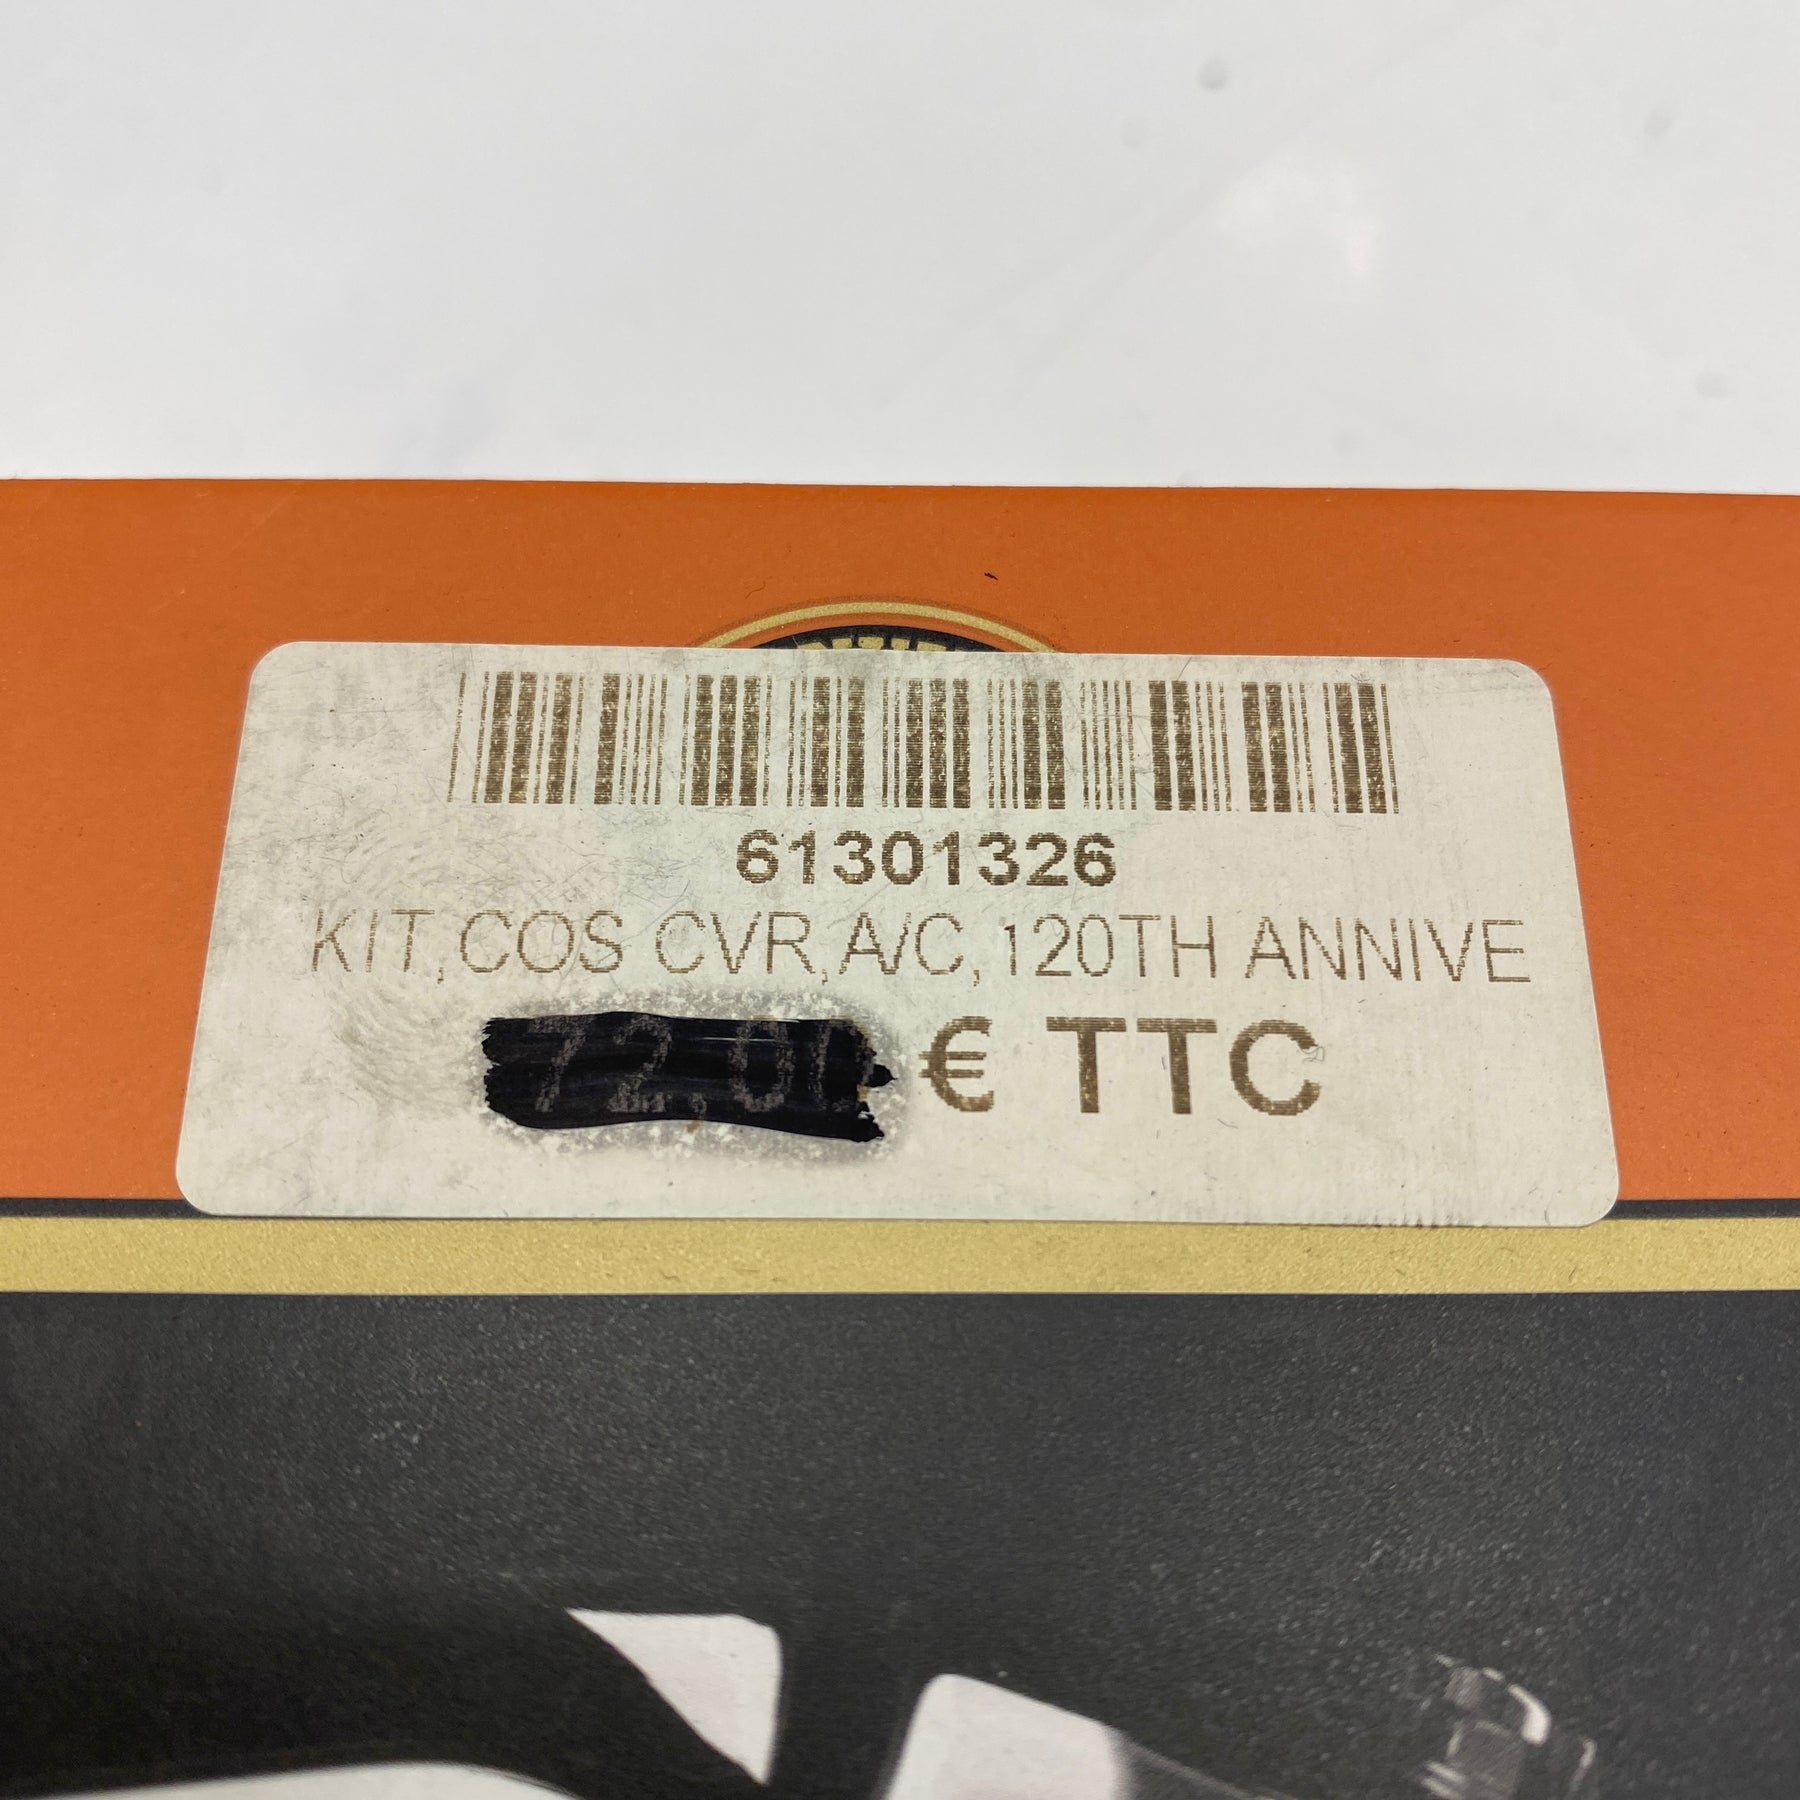 61301326
KIT,COS CVR,A/C,120TH ANNIVE
€ TTC